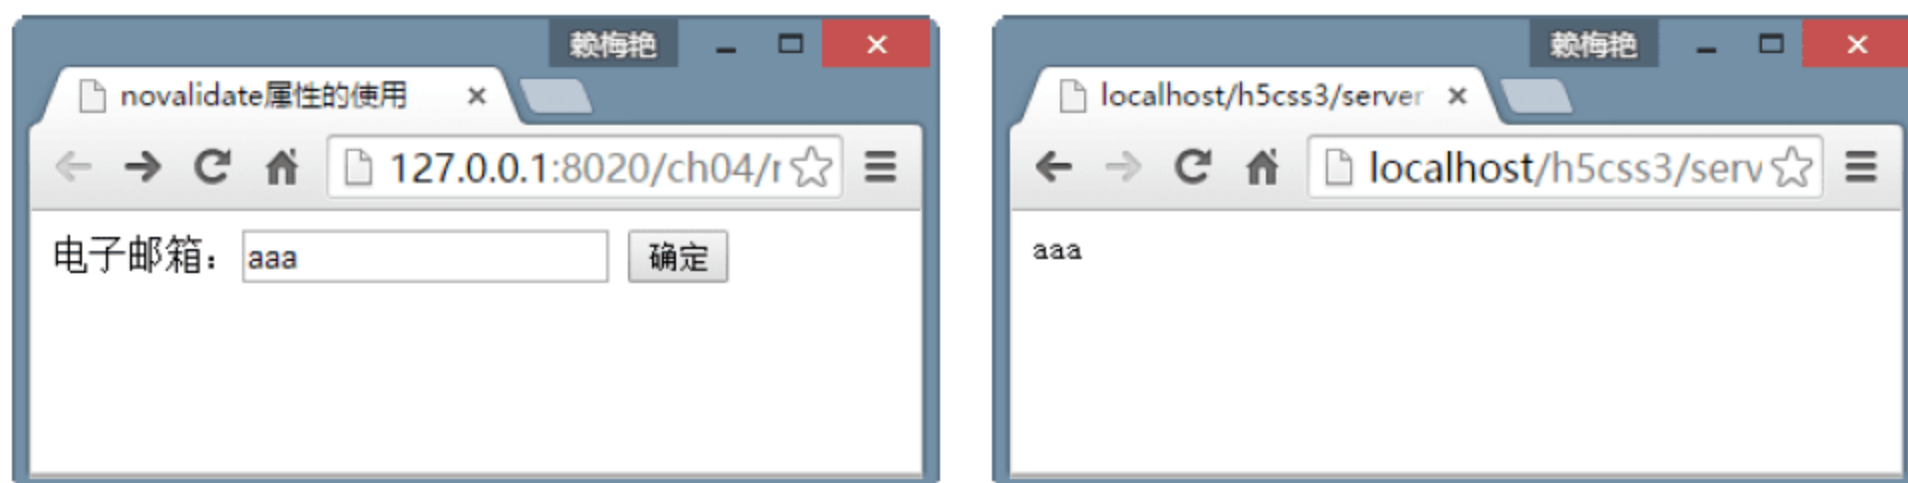 赖梅艳
novalidate属性的使用
127.0.0.1:8020/ch04/r
电子邮箱：aaa 确定
赖梅艳
localhost/h5css3/server
localhost/h5css3/serv
aaa